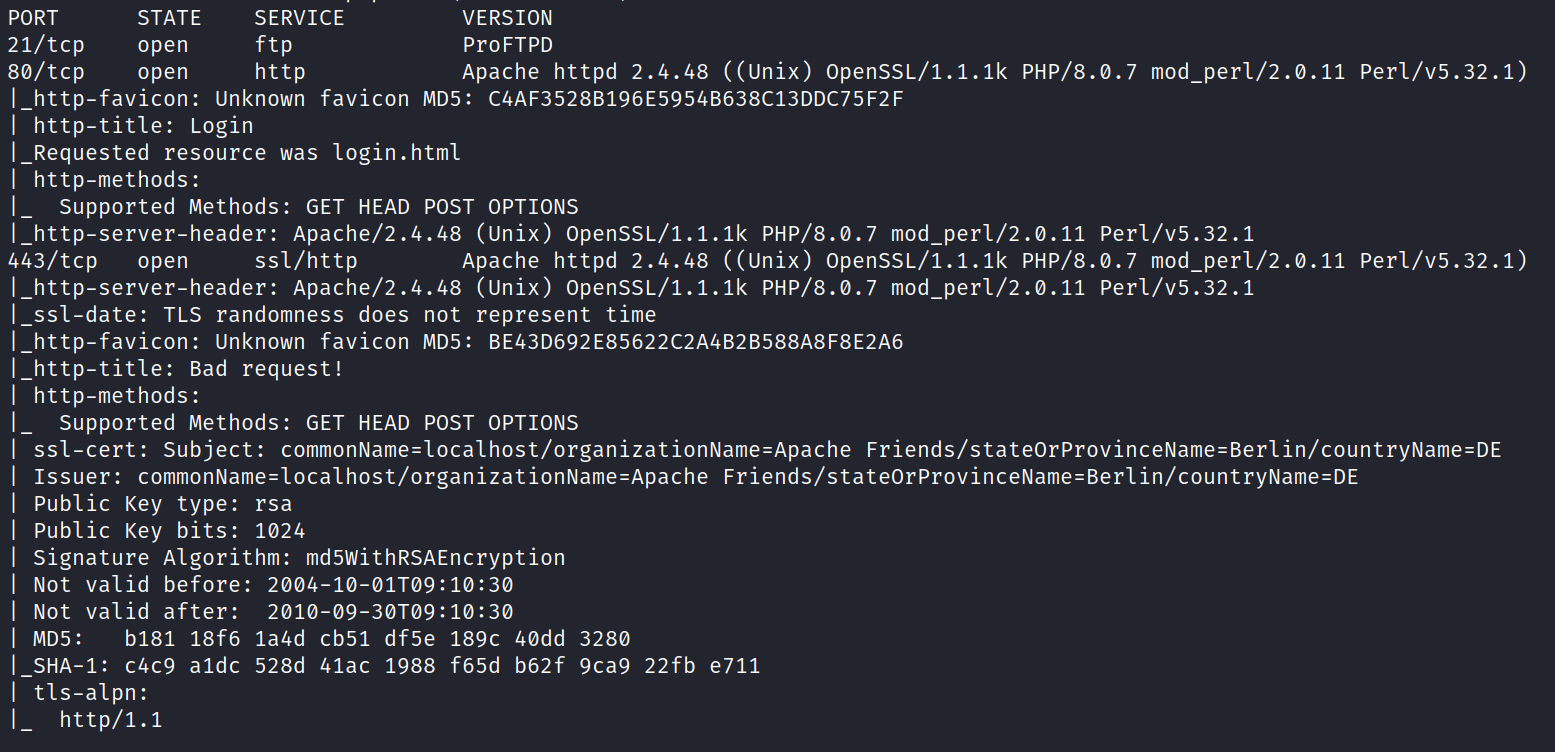 PORT     STATE    SERVICE         VERSION
21/tcp   open     ftp             ProFTPD
80/tcp   open     http            Apache httpd 2.4.48 ((Unix) OpenSSL/1.1.1k PHP/8.0.7 mod_perl/2.0.11 Perl/v5.32.1)
|_http-favicon: Unknown favicon MD5: C4AF3528B196E5954B638C13DDC75F2F
| http-title: Login
|_Requested resource was login.html
| http-methods:
|_  Supported Methods: GET HEAD POST OPTIONS
|_http-server-header: Apache/2.4.48 (Unix) OpenSSL/1.1.1k PHP/8.0.7 mod_perl/2.0.11 Perl/v5.32.1
443/tcp  open     ssl/http        Apache httpd 2.4.48 ((Unix) OpenSSL/1.1.1k PHP/8.0.7 mod_perl/2.0.11 Perl/v5.32.1)
|_http-server-header: Apache/2.4.48 (Unix) OpenSSL/1.1.1k PHP/8.0.7 mod_perl/2.0.11 Perl/v5.32.1
|_ssl-date: TLS randomness does not represent time
|_http-favicon: Unknown favicon MD5: BE43D692E85622C2A4B2B588A8F8E2A6
|_http-title: Bad request!
| http-methods:
|_  Supported Methods: GET HEAD POST OPTIONS
| ssl-cert: Subject: commonName=localhost/organizationName=Apache Friends/stateOrProvinceName=Berlin/countryName=DE
| Issuer: commonName=localhost/organizationName=Apache Friends/stateOrProvinceName=Berlin/countryName=DE
| Public Key type: rsa
| Public Key bits: 1024
| Signature Algorithm: md5WithRSAEncryption
| Not valid before: 2004-10-01T09:10:30
| Not valid after:  2010-09-30T09:10:30
| MD5:   b181 18f6 1a4d cb51 df5e 189c 40dd 3280
|_SHA-1: c4c9 a1dc 528d 41ac 1988 f65d b62f 9ca9 22fb e711
| tls-alpn:
|_  http/1.1